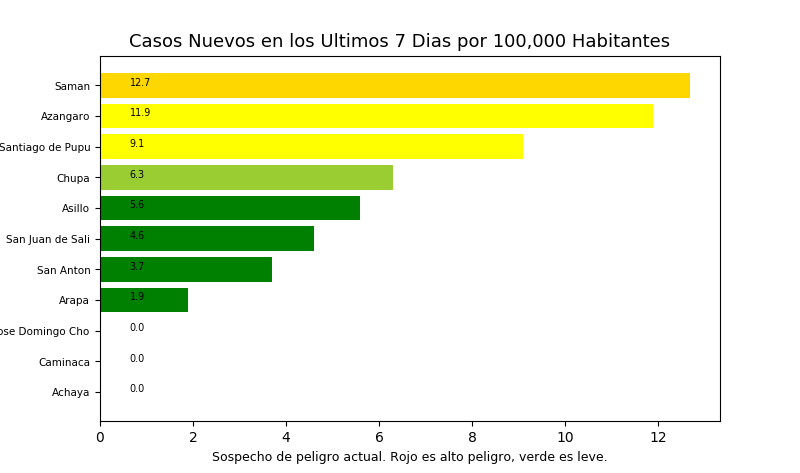 Casos Nuevos en los Ultimos 7 Dias por 100,000 Habitantes
Saman 12.7
Azangaro 11.9
Santiago de Pupu 9.1
Chupa 6.3
Asillo 5.6
San Juan de Sali 4.6
San Anton 3.7
Arapa 1.9
ose Domingo Cho 0.0
Caminaca 0.0
Achaya 0.0
0 2 4 6 8 10 12
Sospecho de peligro actual. Rojo es alto peligro, verde es leve.